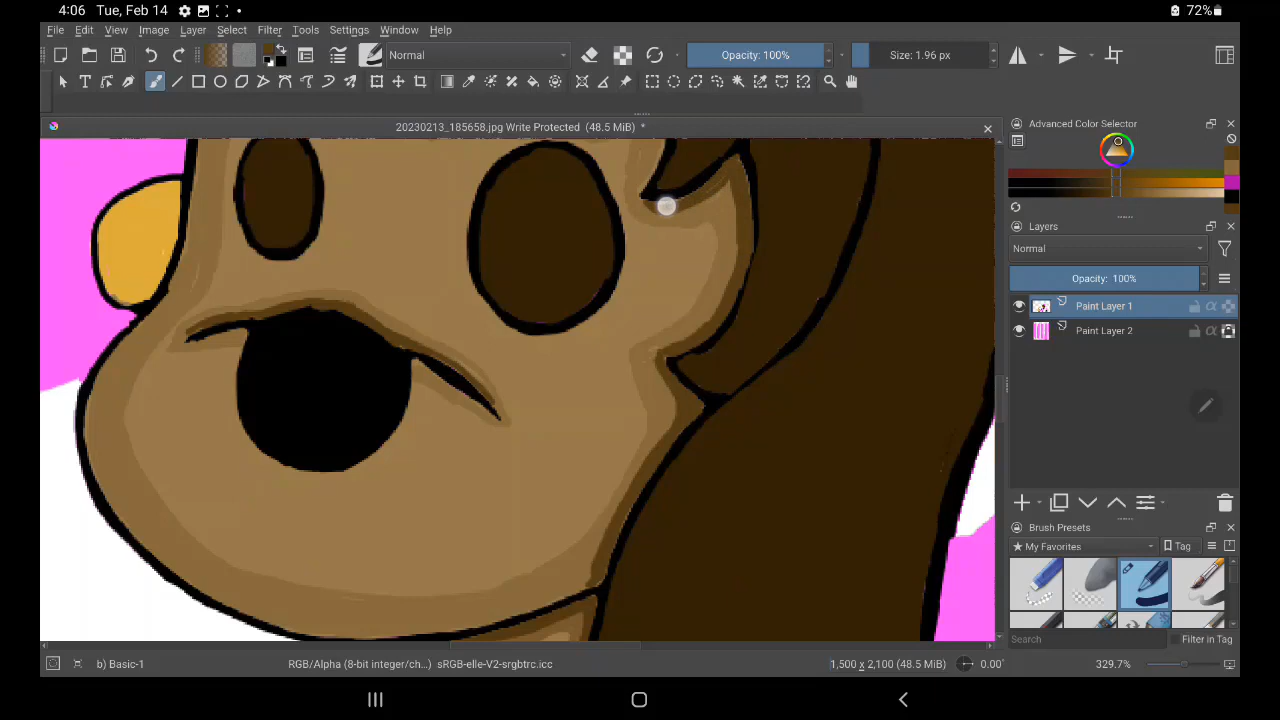 4:06 Tue, Feb 14
72%
File Edit View Image Layer Select Filter Tools Settings Window Help
Normal
Opacity: 100%
Size: 1.96 px
20230213_185658.jpg Write Protected (48.5 MiB) *
Advanced Color Selector
Layers
Normal
Opacity: 100%
Paint Layer 1
Paint Layer 2
Brush Presets
★ My Favorites
Tag
Search
Filter in Tag
b) Basic-1
RGB/Alpha (8-bit integer/ch...) sRGB-elle-V2-srgbtrc.icc
1,500 x 2,100 (48.5 MiB)
0.00°
329.7%